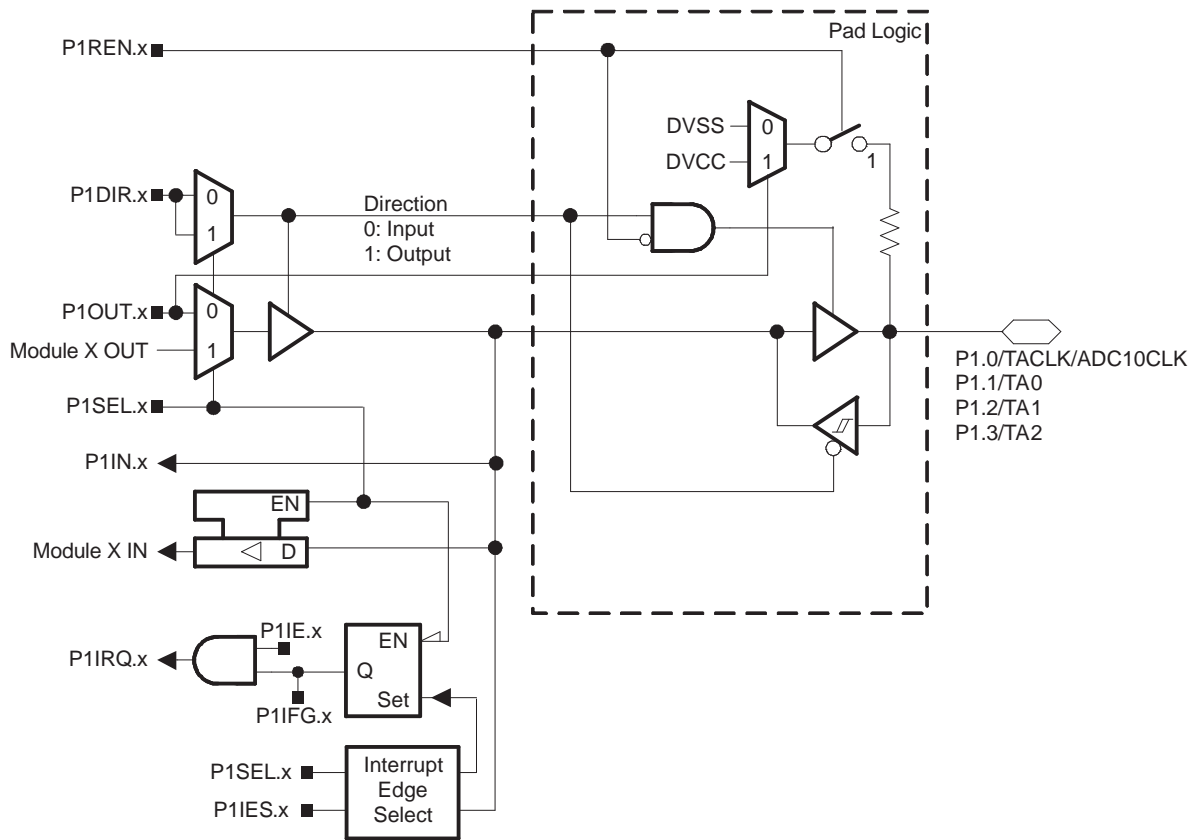 Pad Logic
P1REN.x
DVSS
0
DVCC
1
1
P1DIR.x
0
1
Direction
0: Input
1: Output
P1OUT.x
0
Module X OUT
1
P1.0/TACLK/ADC10CLK
P1.1/TA0
P1.2/TA1
P1.3/TA2
P1SEL.x
P1IN.x
EN
Module X IN
D
P1IE.x
EN
P1IRQ.x
Q
Set
P1IFG.x
P1SEL.x
P1IES.x
Interrupt
Edge
Select